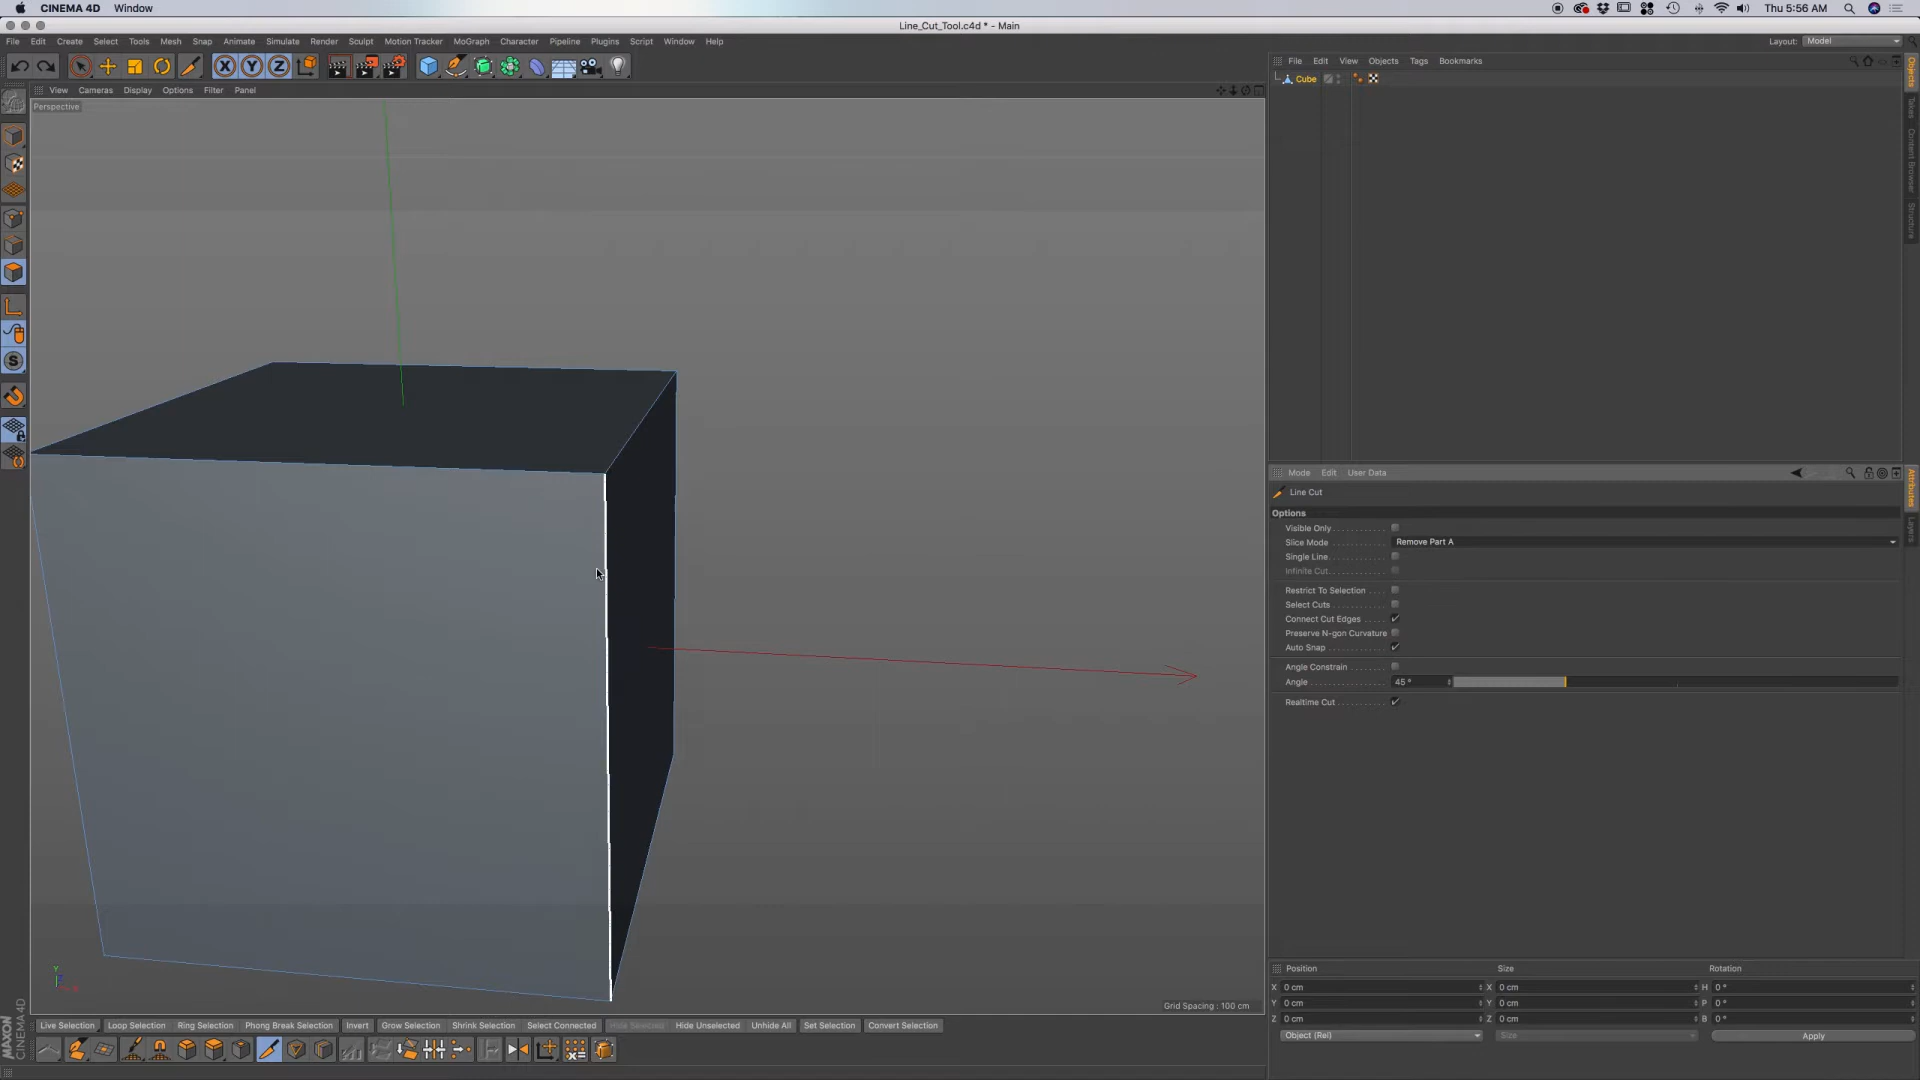 CINEMA 4D Window Thu 5:56 AM
Line_Cut_Tool.c4d * - Main
File Edit Create Select Tools Mesh Snap Animate Simulate Render Sculpt Motion Tracker MoGraph Character Pipeline Plugins Script Window Help Layout: Model
X Y Z
File Edit View Objects Tags Bookmarks
View Cameras Display Options Filter Panel
Cube
Perspective
Objects
Takes
Content Browser
Structure
Mode Edit User Data
Attributes
Layers
Line Cut
Options
Visible Only
Slice Mode Remove Part A
Single Line
Infinite Cut
Restrict To Selection
Select Cuts
Connect Cut Edges
Preserve N-gon Curvature
Auto Snap
Angle Constrain
Angle 45 °
Realtime Cut
S
Y
Grid Spacing : 100 cm
Position Size Rotation
X 0 cm X 0 cm H 0 °
Y 0 cm Y 0 cm P 0 °
Z 0 cm Z 0 cm B 0 °
Object (Rel) Size Apply
Live Selection Loop Selection Ring Selection Phong Break Selection Invert Grow Selection Shrink Selection Select Connected Hide Selected Hide Unselected Unhide All Set Selection Convert Selection
MAXON
CINEMA 4D